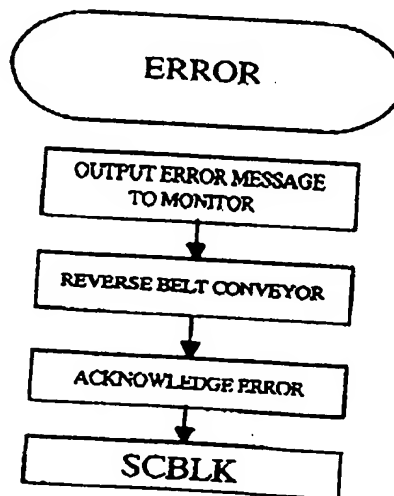 ERROR
OUTPUT ERROR MESSAGE
TO MONITOR
REVERSE BELT CONVEYOR
ACKNOWLEDGE ERROR
SCBLK